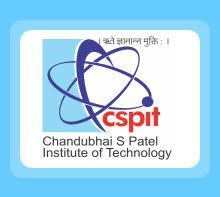 । ऋते ज्ञानान्न मुक्ति : ।
cspit
Chandubhai S Patel
Institute of Technology